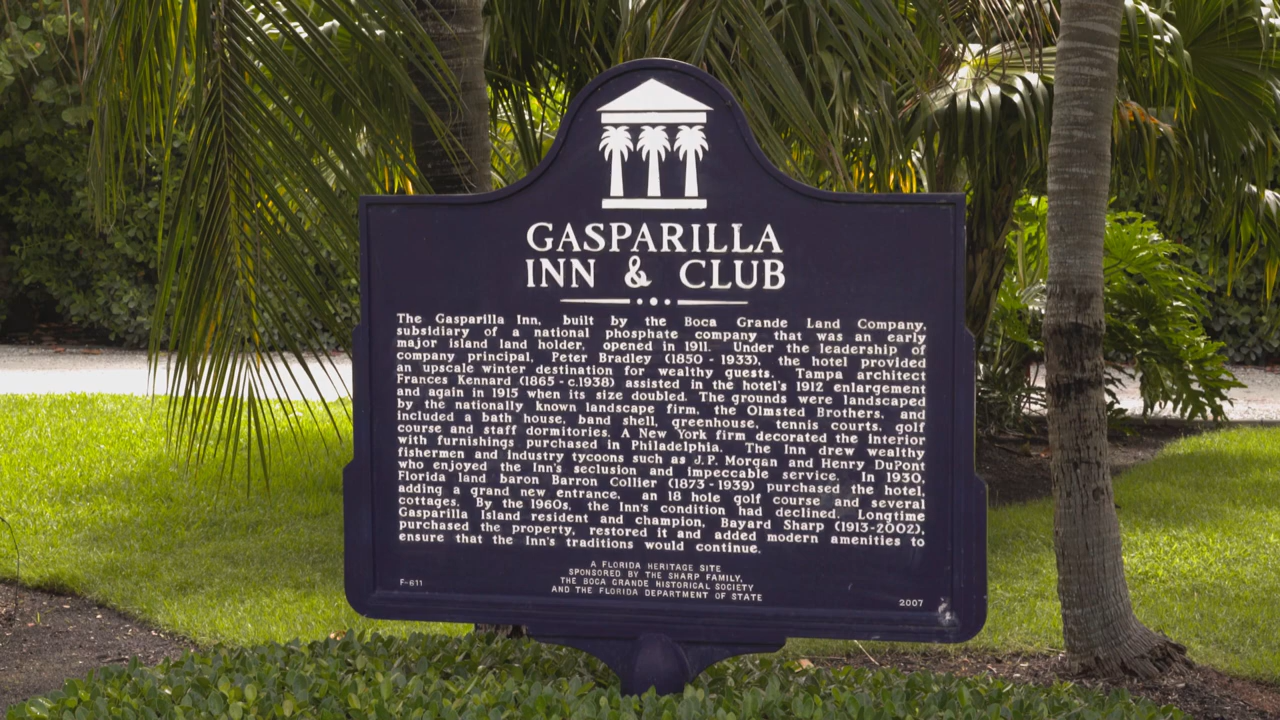 GASPARILLA
INN & CLUB
The Gasparilla Inn, built by the Boca Grande Land Company,
subsidiary of a national phosphate company that was an early
major island land holder, opened in 1911. Under the leadership of
company principal, Peter Bradley (1850 - 1933), the hotel provided
an upscale winter destination for wealthy guests. Tampa architect
Frances Kennard (1865 - c.1938) assisted in the hotel's 1912 enlargement
and again in 1915 when its size doubled. The grounds were landscaped
by the nationally known landscape firm, the Olmsted Brothers, and
included a bath house, band shell, greenhouse, tennis courts, golf
course and staff dormitories. A New York firm decorated the interior
with furnishings purchased in Philadelphia. The Inn drew wealthy
fishermen and industry tycoons such as J.P. Morgan and Henry DuPont
who enjoyed the Inn's seclusion and impeccable service. In 1930,
Florida land baron Barron Collier (1873 - 1939) purchased the hotel,
adding a grand new entrance, an 18 hole golf course and several
cottages. By the 1960s, the Inn's condition had declined. Longtime
Gasparilla Island resident and champion, Bayard Sharp (1913-2002),
purchased the property, restored it and added modern amenities to
ensure that the Inn's traditions would continue.
A FLORIDA HERITAGE SITE
SPONSORED BY THE SHARP FAMILY,
THE BOCA GRANDE HISTORICAL SOCIETY
AND THE FLORIDA DEPARTMENT OF STATE
F-611
2007